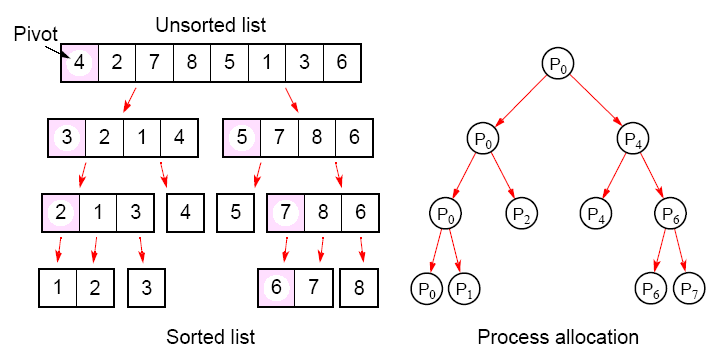 Unsorted list
Pivot
4 2 7 8 5 1 3 6
3 2 1 4
5 7 8 6
2 1 3
4
5
7 8 6
1 2
3
6 7
8
Sorted list
P0
P0 P4
P0 P2 P4 P6
P0 P1 P6 P7
Process allocation